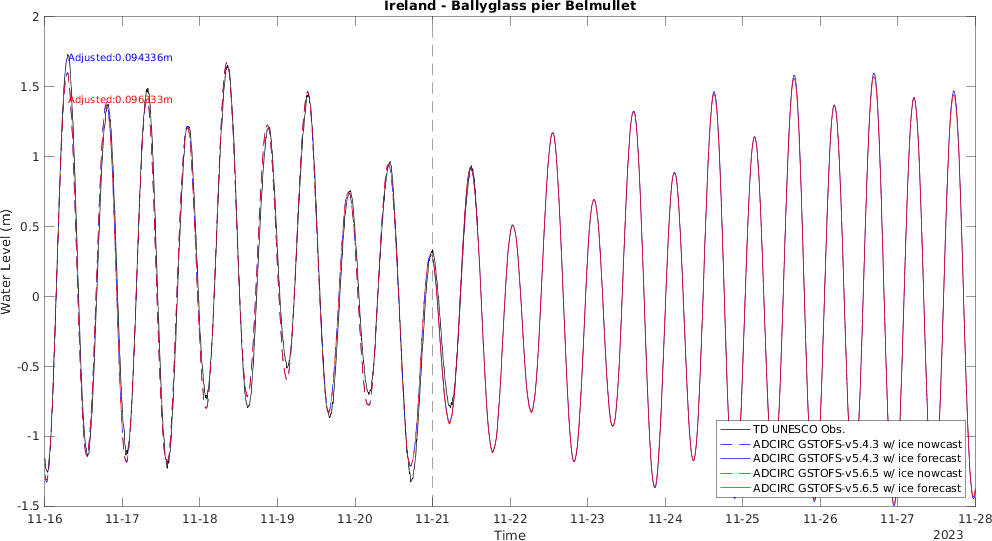 Ireland - Ballyglass pier Belmullet
2
1.5
1
0.5
0
-0.5
-1
-1.5
Water Level (m)
Adjusted:0.094336m
Adjusted:0.096933m
TD UNESCO Obs.
ADCIRC GSTOFS-v5.4.3 w/ ice nowcast
ADCIRC GSTOFS-v5.4.3 w/ ice forecast
ADCIRC GSTOFS-v5.6.5 w/ ice nowcast
ADCIRC GSTOFS-v5.6.5 w/ ice forecast
11-16 11-17 11-18 11-19 11-20 11-21 11-22 11-23 11-24 11-25 11-26 11-27 11-28
Time
2023